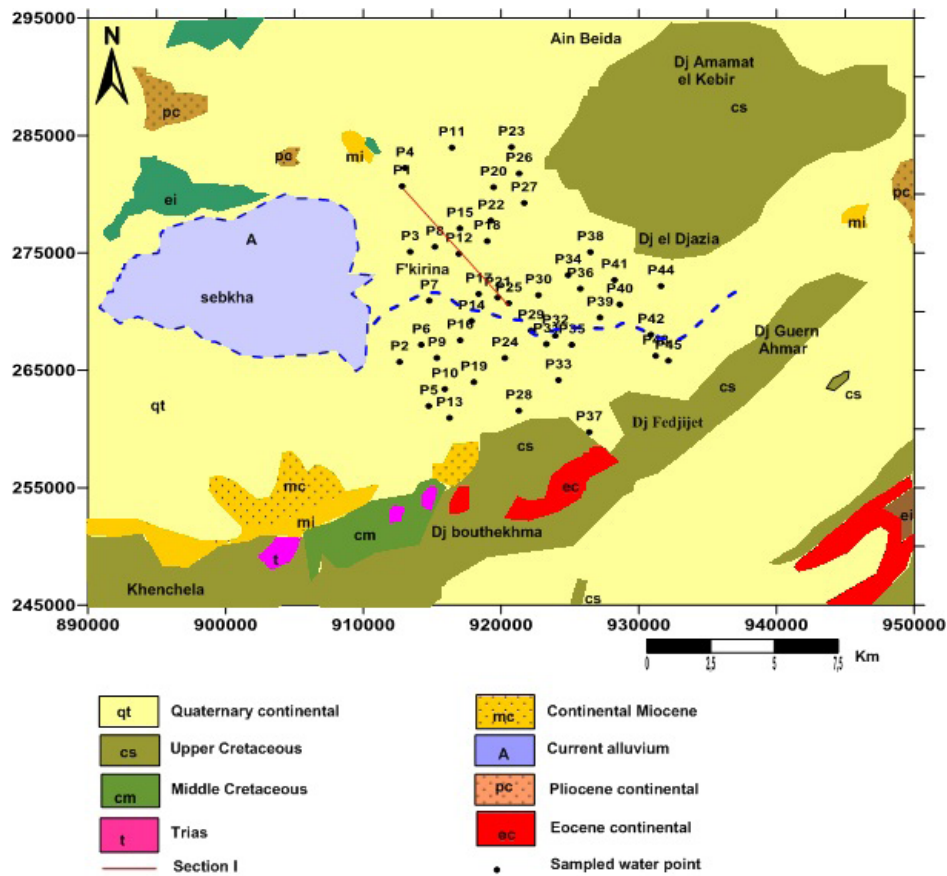 295000
N
Ain Beida
Dj Amamat
el Kebir
cs
pc
P11
P23
285000
P4
P1
mi
pc
P26
P20
P27
pc
ei
P22
P15
P18
mi
A
P8
P12
P3
P38
Dj el Djazia
275000
F'kirina
P34
P36
P41
P44
sebkha
P17
P21
P25
P30
P40
P7
P39
P14
P29
P32
P42
P6
P16
P31
P35
P45
Dj Guern
Ahmar
P2
P9
P24
265000
P10
P19
P33
cs
cs
P5
P13
P28
qt
P37
Dj Fedjijet
cs
255000
mc
ec
mi
cm
Dj bouthekhma
ei
t
Khenchela
cs
245000
890000 900000 910000 920000 930000 940000 950000
0 2,5 5 7,5 Km
qt Quaternary continental
cs Upper Cretaceous
cm Middle Cretaceous
t Trias
Section I
mc Continental Miocene
A Current alluvium
pc Pliocene continental
ec Eocene continental
Sampled water point